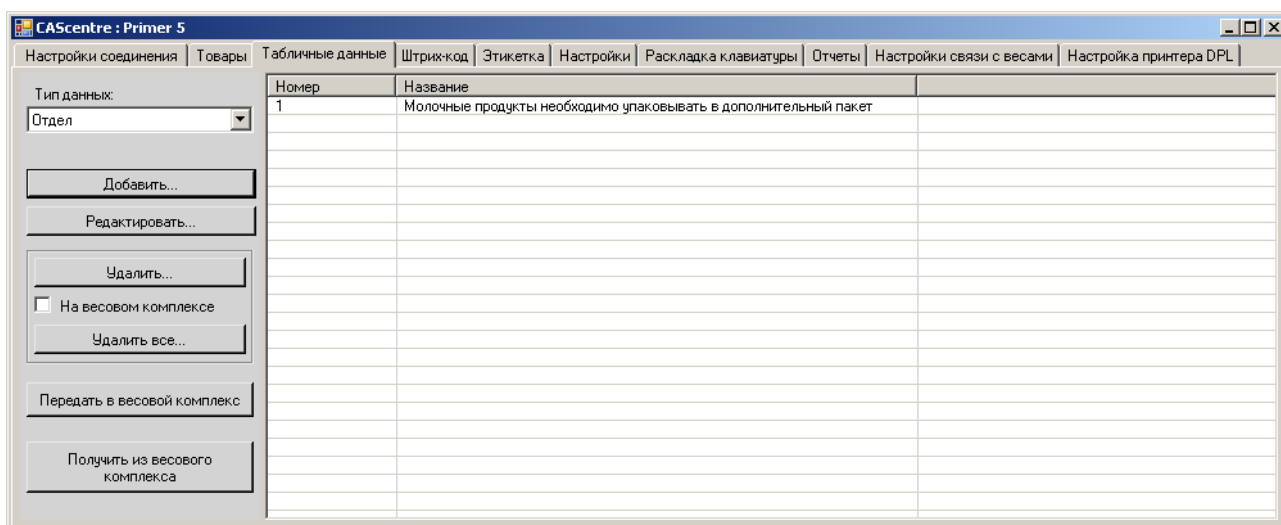 CAScentre : Primer 5
Настройки соединения Товары Табличные данные Штрих-код Этикетка Настройки Раскладка клавиатуры Отчеты Настройки связи с весами Настройка принтера DPL
Тип данных:
Отдел
Добавить...
Редактировать...
Удалить...
На весовом комплексе
Удалить все...
Передать в весовой комплекс
Получить из весового
комплекса
Номер Название
1 Молочные продукты необходимо упаковывать в дополнительный пакет